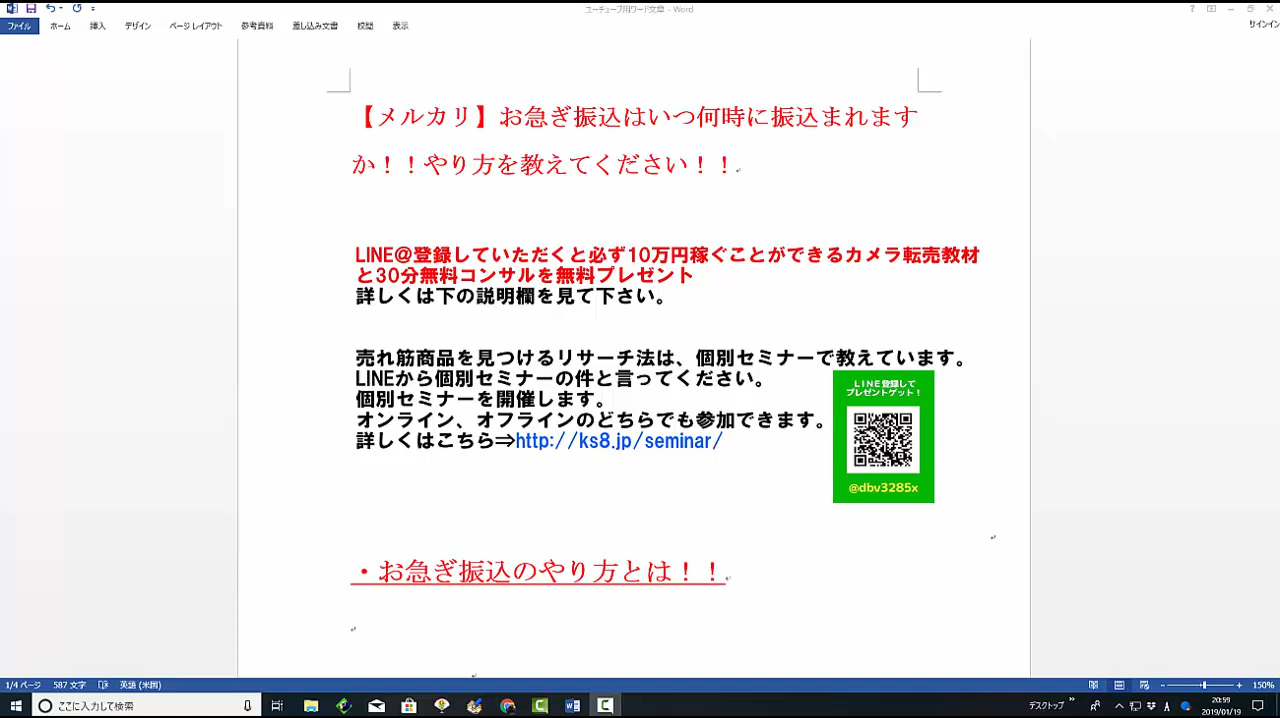 ユーチューブ用ワード文章 - Word
ファイル ホーム 挿入 デザイン ページ レイアウト 参考資料 差し込み文書 校閲 表示
サインイン
【メルカリ】お急ぎ振込はいつ何時に振込まれます
か！！やり方を教えてください！！
LINE@登録していただくと必ず10万円稼ぐことができるカメラ転売教材
と30分無料コンサルを無料プレゼント
詳しくは下の説明欄を見て下さい。
売れ筋商品を見つけるリサーチ法は、個別セミナーで教えています。
LINEから個別セミナーの件と言ってください。
個別セミナーを開催します。
オンライン、オフラインのどちらでも参加できます。
詳しくはこちら⇒http://ks8.jp/seminar/
LINE登録して
プレゼントゲット！
@dbv3285x
・お急ぎ振込のやり方とは！！
1/4 ページ 587 文字 英語 (米国) 150%
ここに入力して検索 デスクトップ 20:59
2019/01/19